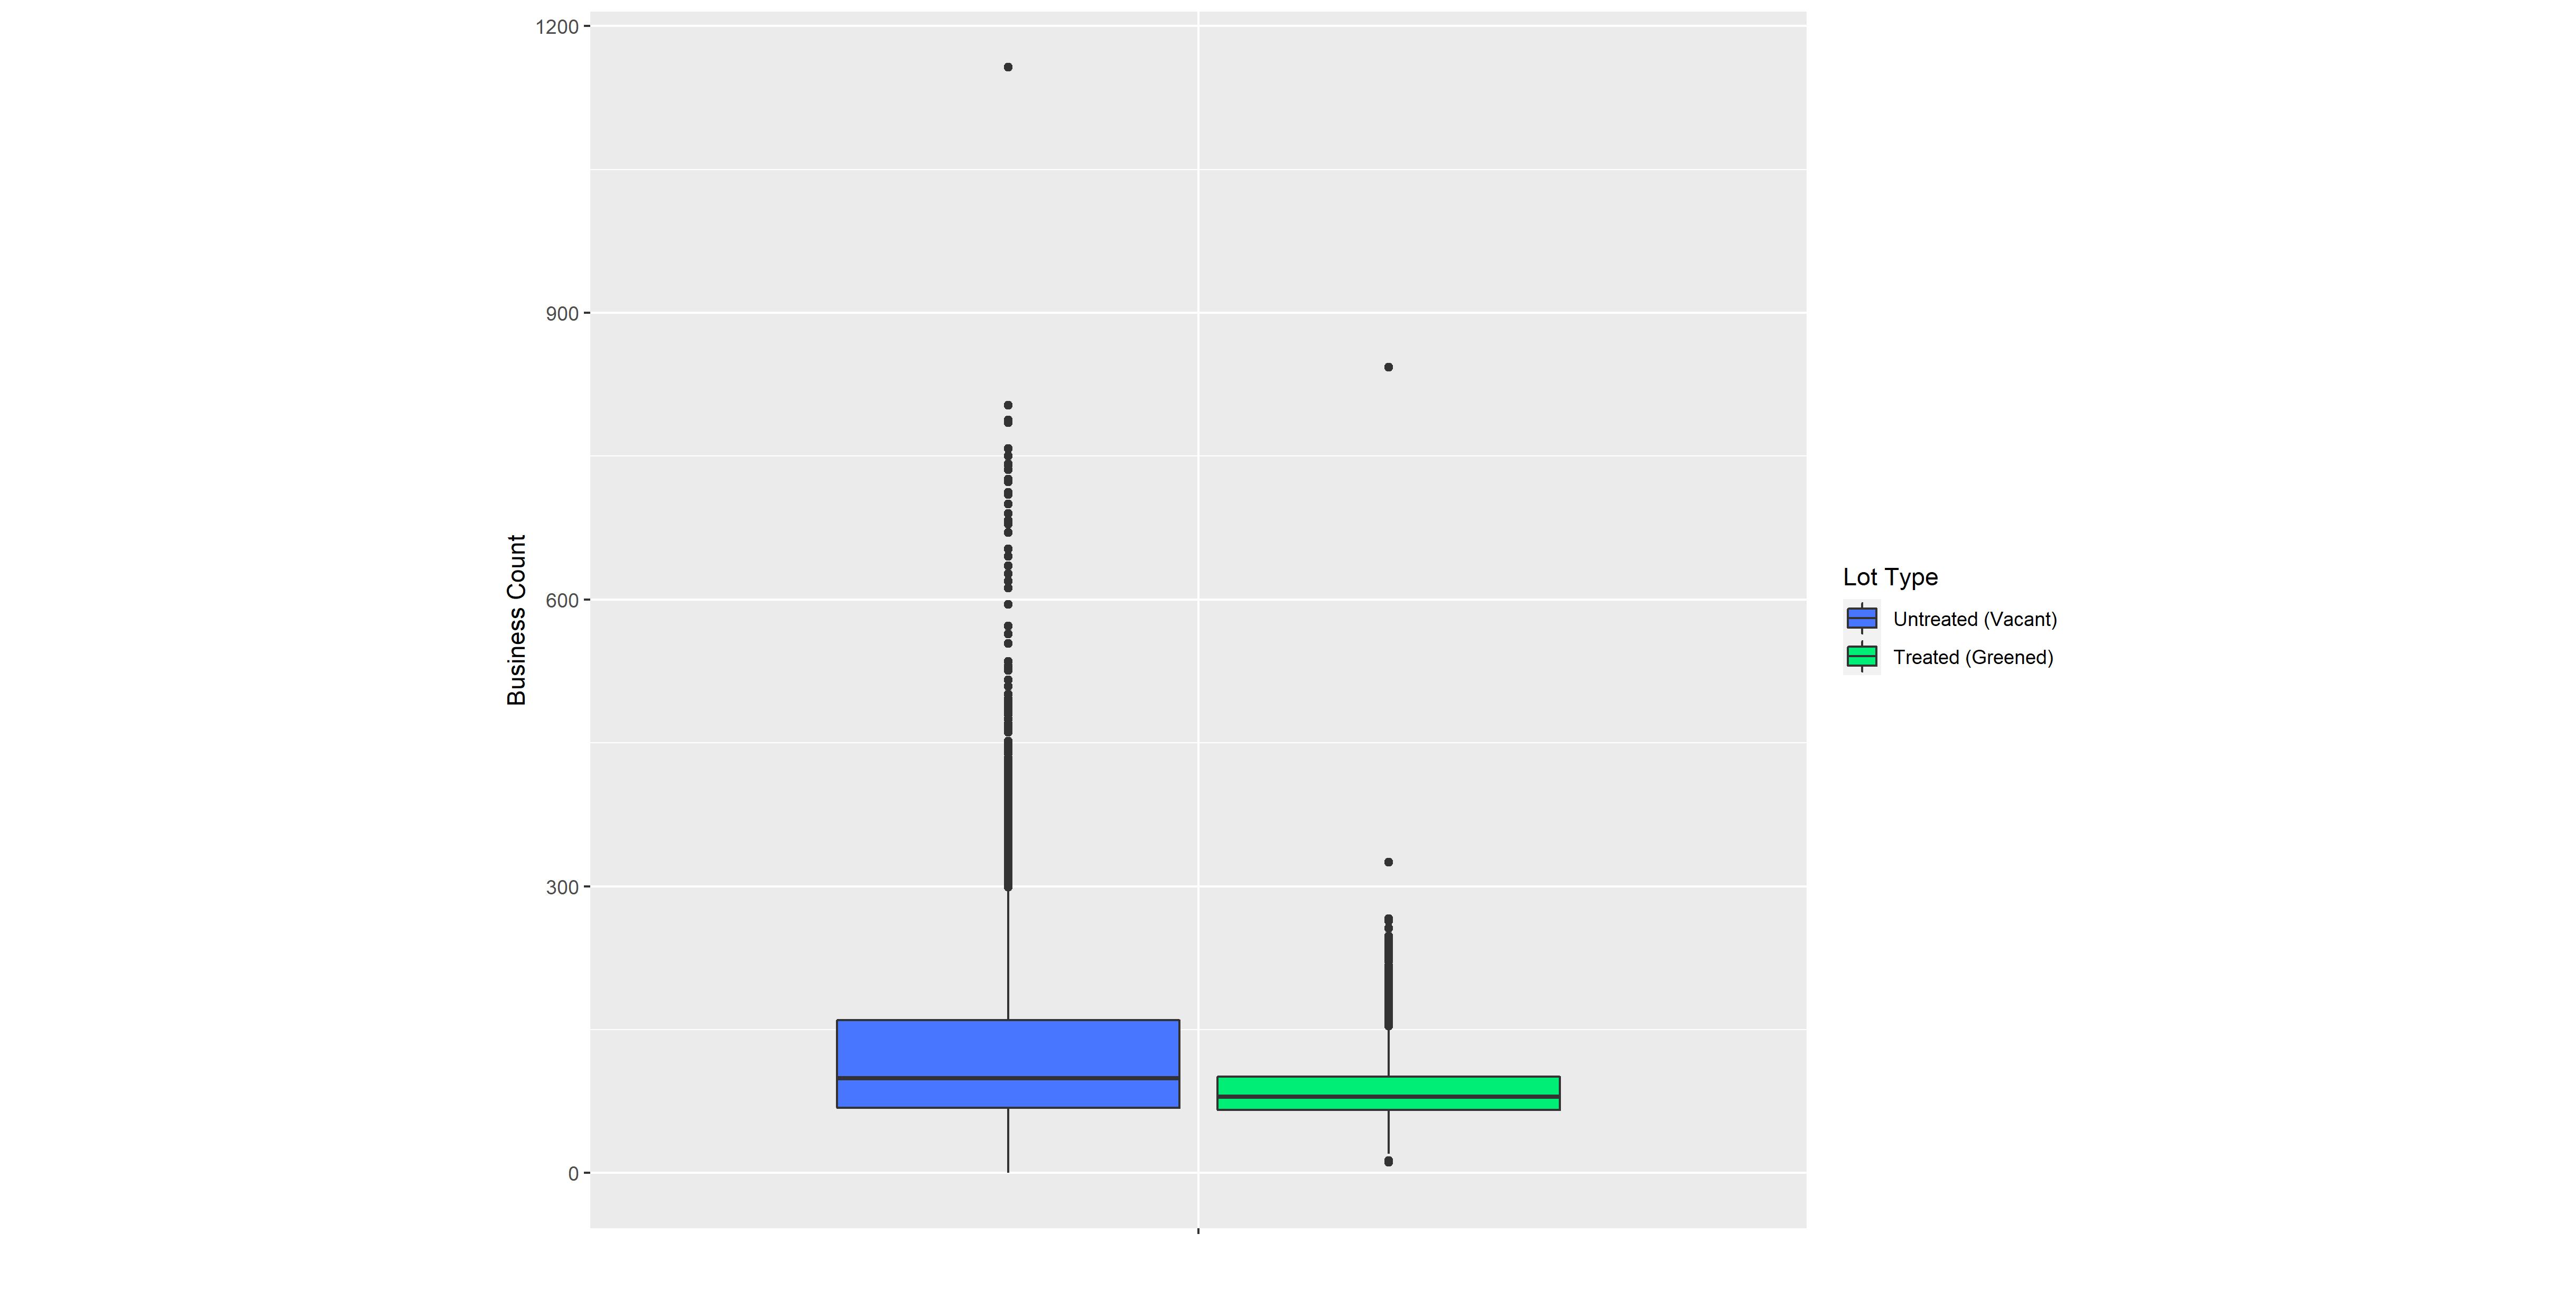 1200
900
600
300
0
Business Count
Lot Type
Untreated (Vacant)
Treated (Greened)